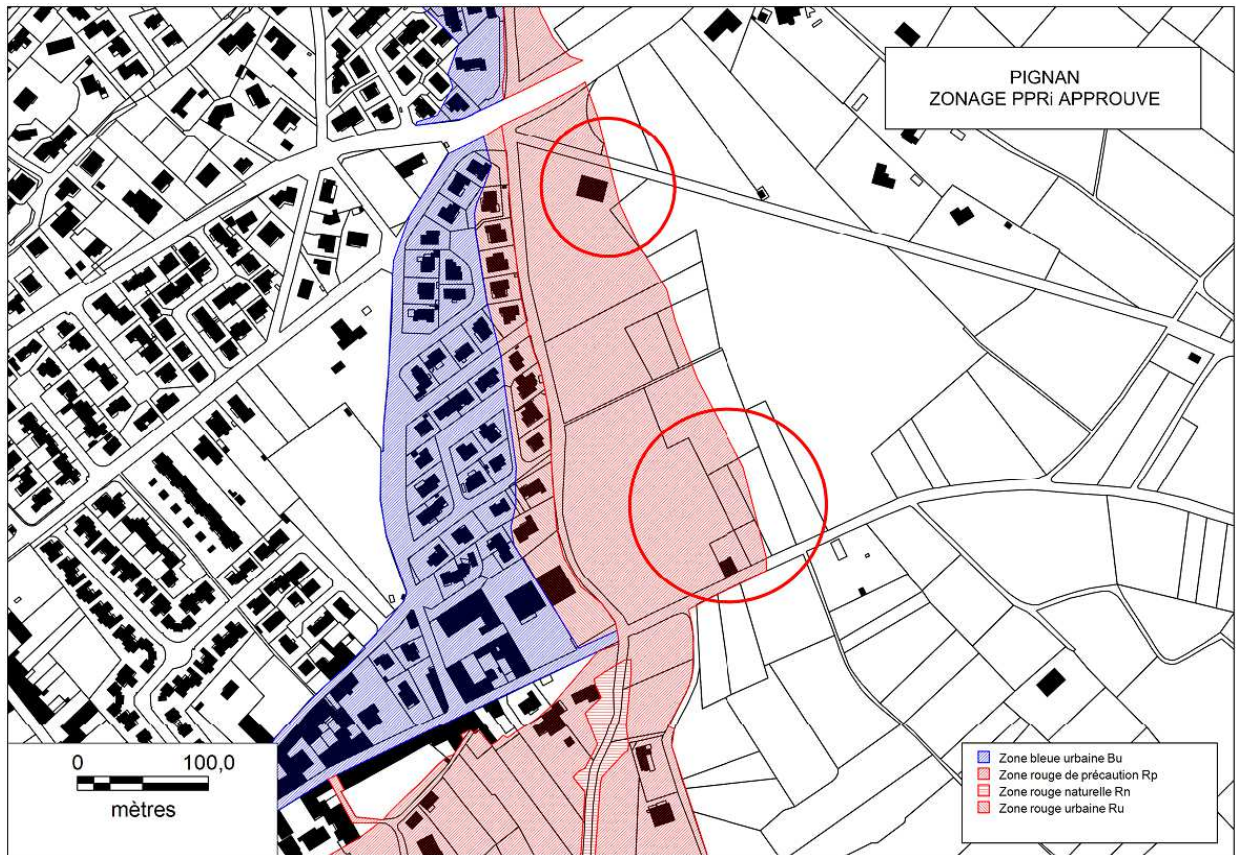 PIGNAN
ZONAGE PPRi APPROUVE
0 100,0
mètres
Zone bleue urbaine Bu
Zone rouge de précaution Rp
Zone rouge naturelle Rn
Zone rouge urbaine Ru